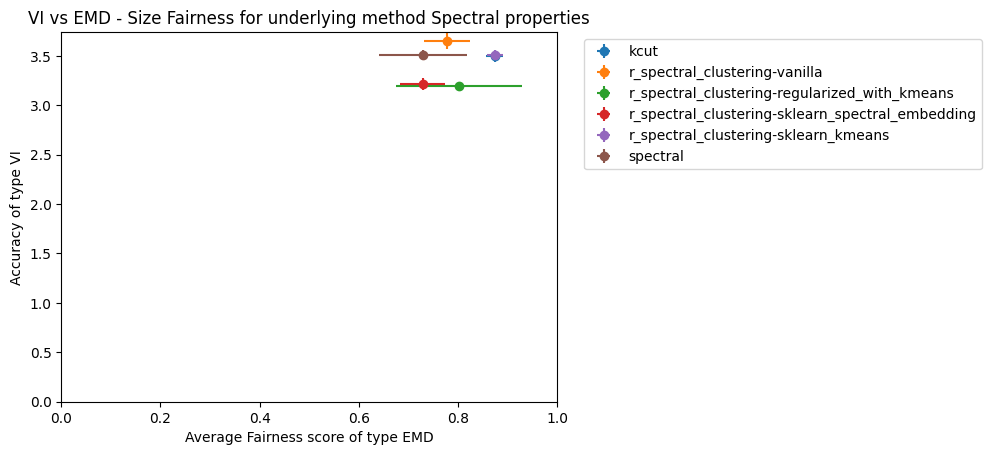 VI vs EMD - Size Fairness for underlying method Spectral properties
3.5
3.0
2.5
2.0
1.5
1.0
0.5
0.0
Accuracy of type VI
0.0 0.2 0.4 0.6 0.8 1.0
Average Fairness score of type EMD
kcut
r_spectral_clustering-vanilla
r_spectral_clustering-regularized_with_kmeans
r_spectral_clustering-sklearn_spectral_embedding
r_spectral_clustering-sklearn_kmeans
spectral